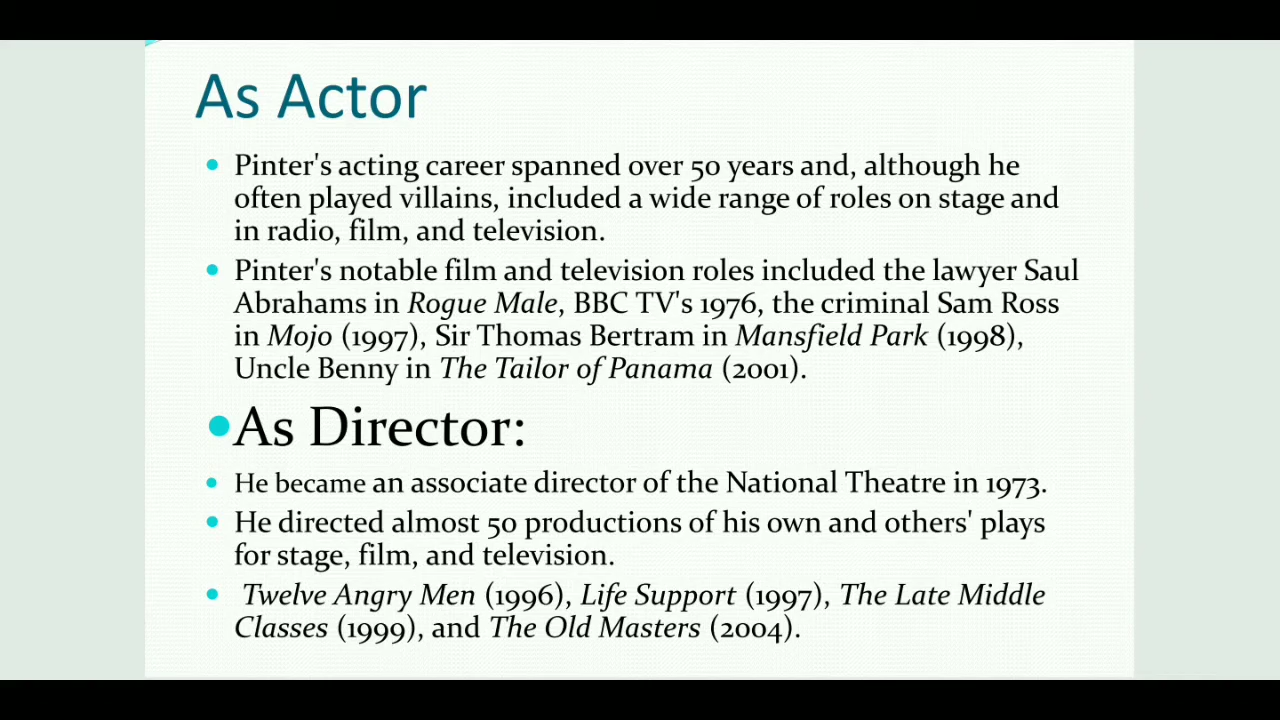 As Actor
Pinter's acting career spanned over 50 years and, although he
often played villains, included a wide range of roles on stage and
in radio, film, and television.
Pinter's notable film and television roles included the lawyer Saul
Abrahams in Rogue Male, BBC TV's 1976, the criminal Sam Ross
in Mojo (1997), Sir Thomas Bertram in Mansfield Park (1998),
Uncle Benny in The Tailor of Panama (2001).
As Director:
He became an associate director of the National Theatre in 1973.
He directed almost 50 productions of his own and others' plays
for stage, film, and television.
Twelve Angry Men (1996), Life Support (1997), The Late Middle
Classes (1999), and The Old Masters (2004).